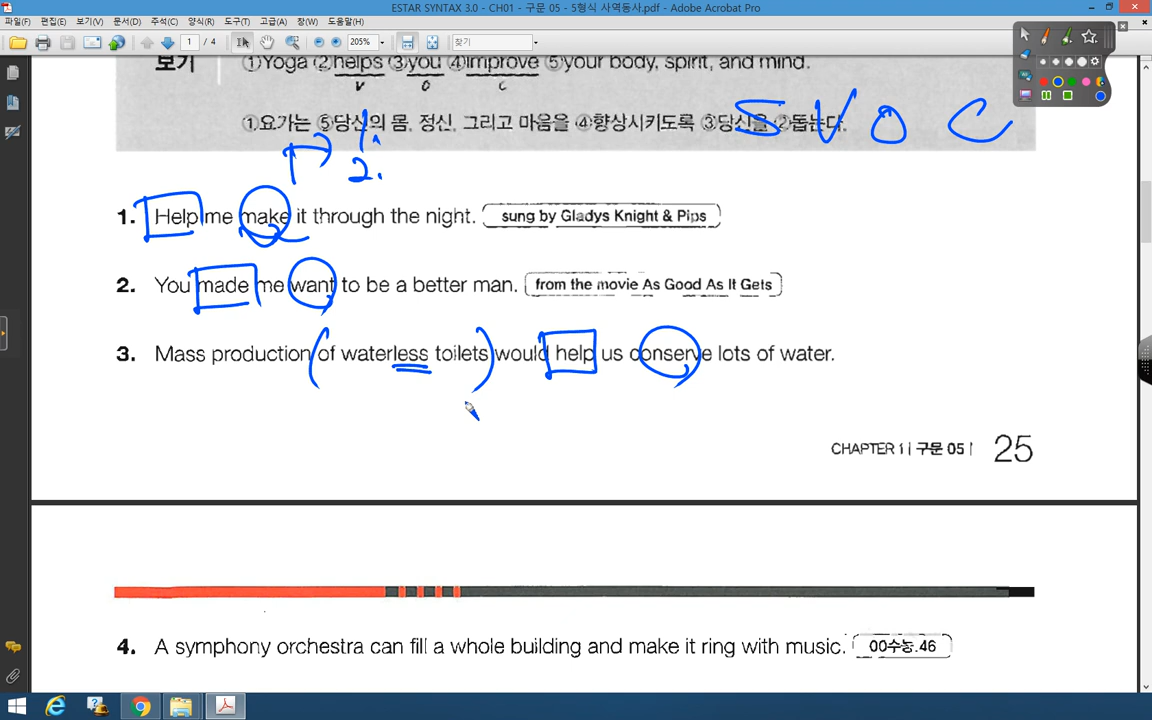 ESTAR SYNTAX 3.0 - CH01 - 구문 05 - 5형식 사역동사.pdf - Adobe Acrobat Pro
파일(F) 편집(E) 보기(V) 문서(D) 주석(C) 양식(R) 도구(T) 고급(A) 창(W) 도움말(H)
1 / 4 205% 찾기
보기 ①Yoga ②helps ③you ④improve ⑤your body, spirit, and mind.
V O C
①요가는 ⑤당신의 몸, 정신, 그리고 마음을 ④향상시키도록 ③당신을 ②돕는다.
S V O C
1.
2.
1. Help me make it through the night. sung by Gladys Knight & Pips
2. You made me want to be a better man. from the movie As Good As It Gets
3. Mass production (of waterless toilets) would help us conserve lots of water.
CHAPTER 1 | 구문 05 | 25
4. A symphony orchestra can fill a whole building and make it ring with music. 00수능.46